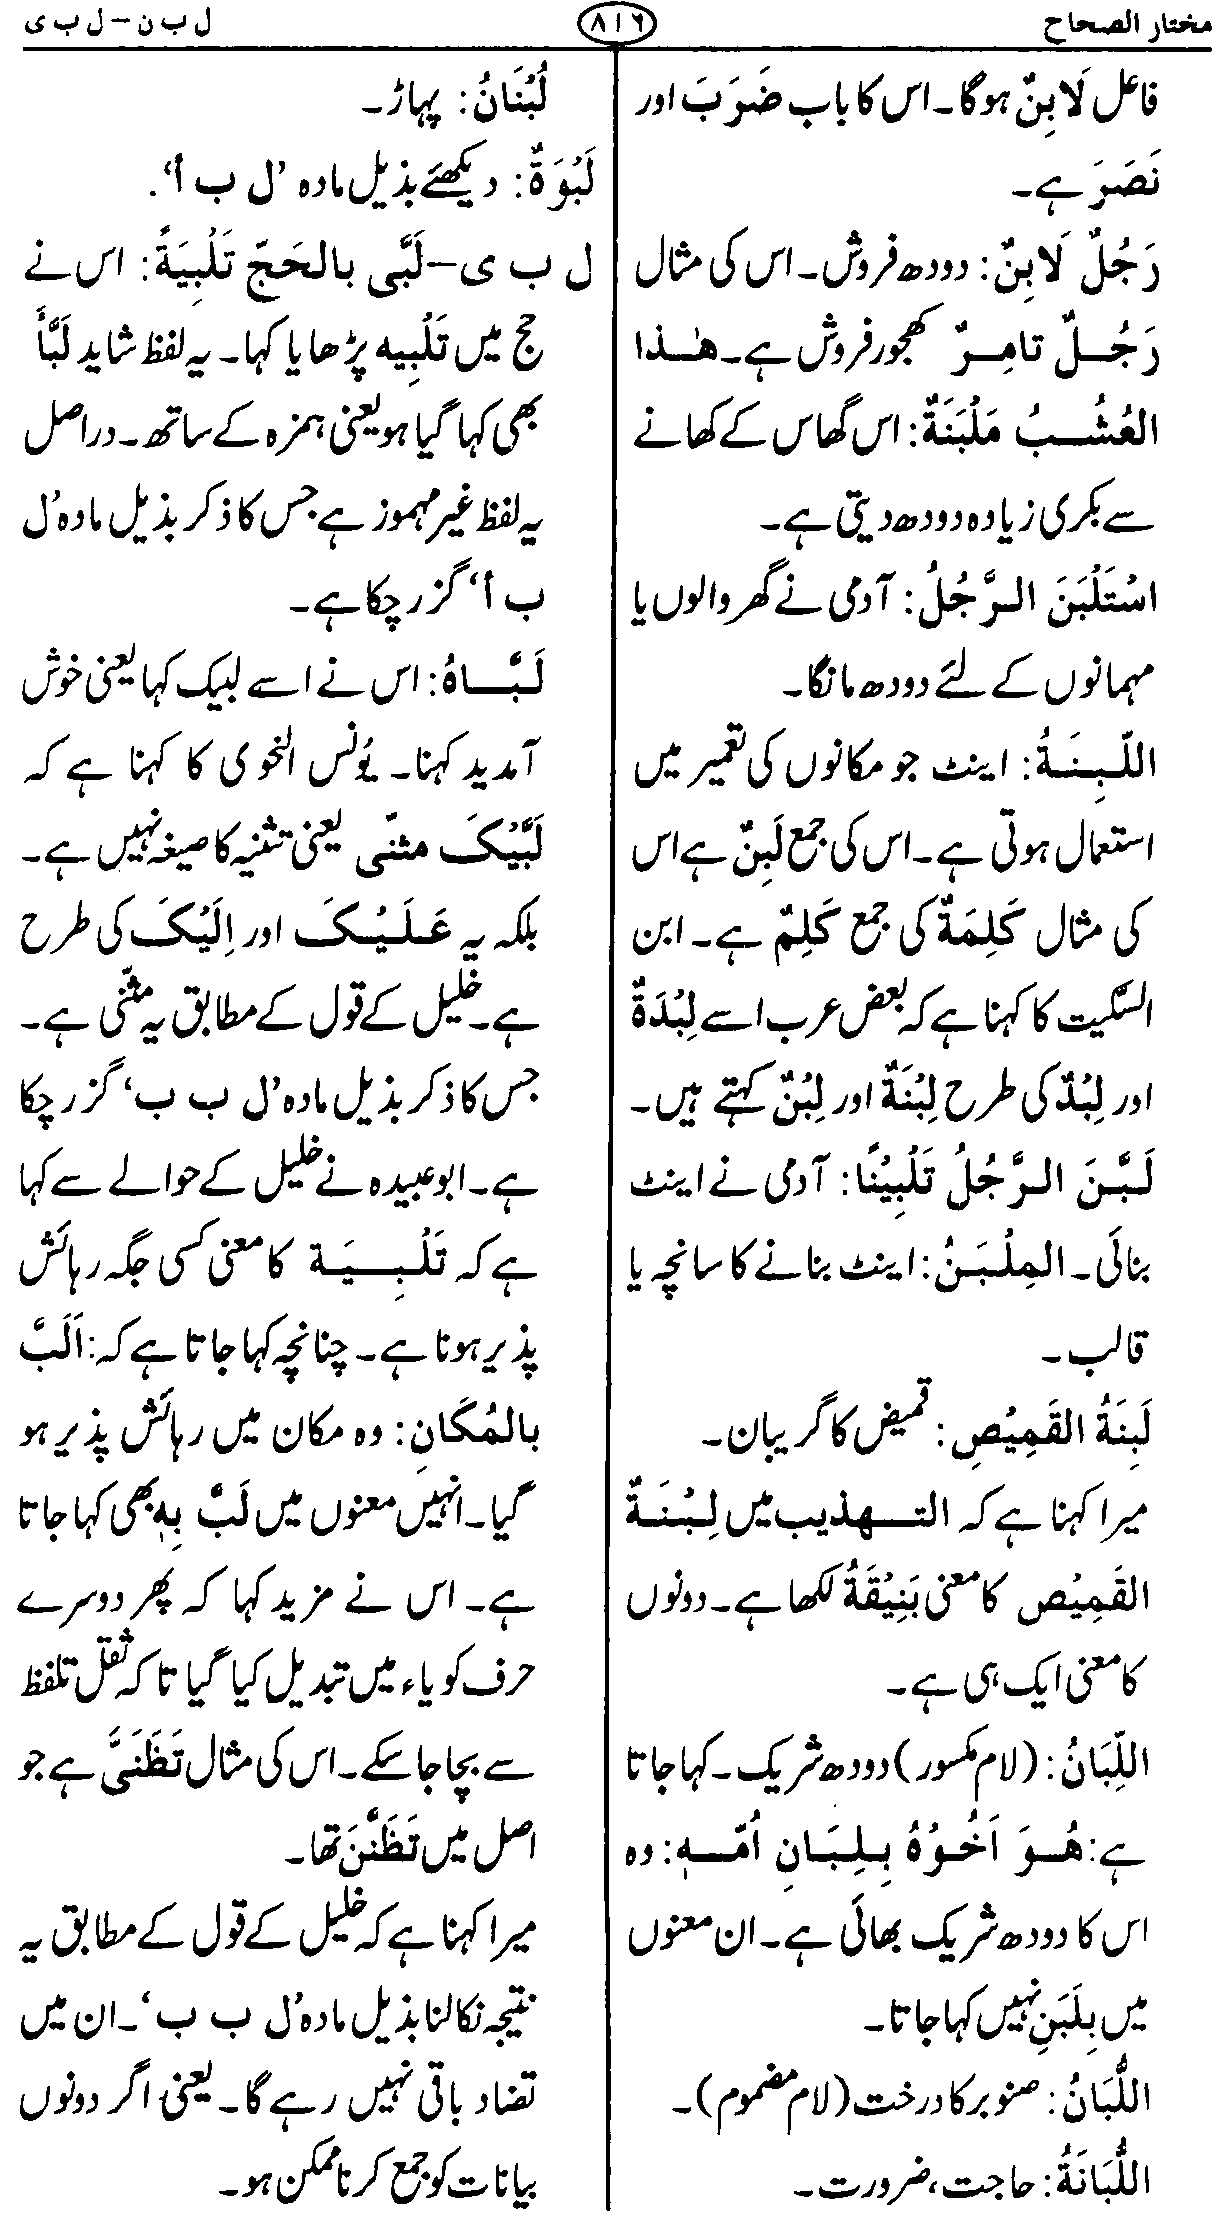 مختار الصحاح
۸۱۶
ل ب ن – ل ب ی
فاعل لَابِنٌ ہوگا۔ اس کا باب ضَرَبَ اور
نَصَرَ ہے۔
رَجُلٌ لَابِنٌ: دودھ فروش۔ اس کی مثال
رَجُلٌ تامِرٌ کھجور فروش ہے۔ ھٰذا
العُشْبُ مَلْبَنَةٌ: اس گھاس کے کھانے
سے بکری زیادہ دودھ دیتی ہے۔
اسْتَلْبَنَ الرَّجُلُ: آدمی نے گھر والوں یا
مہمانوں کے لئے دودھ مانگا۔
اللَّبِنَةُ: اینٹ جو مکانوں کی تعمیر میں
استعمال ہوتی ہے۔ اس کی جمع لَبِنٌ ہے اس
کی مثال كَلِمَةٌ کی جمع كَلِمٌ ہے۔ ابن
السّکیت کا کہنا ہے کہ بعض عرب اسے لِبْدَةٌ
اور لِبْدٌ کی طرح لِبْنَةٌ اور لِبْنٌ کہتے ہیں۔
لَبَّنَ الرَّجُلُ تَلْبِيْنًا: آدمی نے اینٹ
بنائی۔ المِلْبَنُ: اینٹ بنانے کا سانچہ یا
قالب۔
لَبِنَةُ القَمِيْصِ: قمیض کا گریبان۔
میرا کہنا ہے کہ التہذیب میں لِبْنَةُ
القَمِيْص کا معنی بَنِيْقَةُ لکھا ہے۔ دونوں
کا معنی ایک ہی ہے۔
اللِّبَانُ: (لام مکسور) دودھ شریک۔ کہا جاتا
ہے: هُوَ اَخُوْهُ بِلِبَانِ اُمِّهٖ: وہ
اس کا دودھ شریک بھائی ہے۔ ان معنوں
میں بِلَبَنِ نہیں کہا جاتا۔
اللُّبَانُ: صنوبر کا درخت (لام مضموم)۔
اللُّبَانَةُ: حاجت، ضرورت۔
لُبْنَانُ: پہاڑ۔
لَبُوَةٌ: دیکھئے بذیل مادہ ’ل ب أ‘.
ل ب ی – لَبَّى بالحَجّ تَلْبِيَةً: اس نے
حج میں تَلْبِیہ پڑھا یا کہا۔ یہ لفظ شاید لَبَّأَ
بھی کہا گیا ہو یعنی ہمزہ کے ساتھ۔ دراصل
یہ لفظ غیر مہموز ہے جس کا ذکر بذیل مادہ ’ل
ب أ‘ گزر چکا ہے۔
لَبَّاهُ: اس نے اسے لبیک کہا یعنی خوش
آمدید کہنا۔ یُونس النحوی کا کہنا ہے کہ
لَبَّيْكَ مثنّی یعنی تثنیہ کا صیغہ نہیں ہے۔
بلکہ یہ عَلَيْكَ اور اِلَيْكَ کی طرح
ہے۔ خلیل کے قول کے مطابق یہ مثنّٰی ہے۔
جس کا ذکر بذیل مادہ ’ل ب ب‘ گزر چکا
ہے۔ ابوعبیدہ نے خلیل کے حوالے سے کہا
ہے کہ تَلْبِيَة کا معنی کسی جگہ رہائش
پذیر ہونا ہے۔ چنانچہ کہا جاتا ہے کہ: اَلَبَّ
بالمُكَانِ: وہ مکان میں رہائش پذیر ہو
گیا۔ انہیں معنوں میں لَبَّ بِهٖ بھی کہا جاتا
ہے۔ اس نے مزید کہا کہ پھر دوسرے
حرف کو یاء میں تبدیل کیا گیا تاکہ ثقل تلفظ
سے بچا جا سکے۔ اس کی مثال تَظَنَّى ہے جو
اصل میں تَظَنَّنَ تھا۔
میرا کہنا ہے کہ خلیل کے قول کے مطابق یہ
نتیجہ نکالنا بذیل مادہ ’ل ب ب‘۔ ان میں
تضاد باقی نہیں رہے گا۔ یعنی اگر دونوں
بیانات کو جمع کرنا ممکن ہو۔